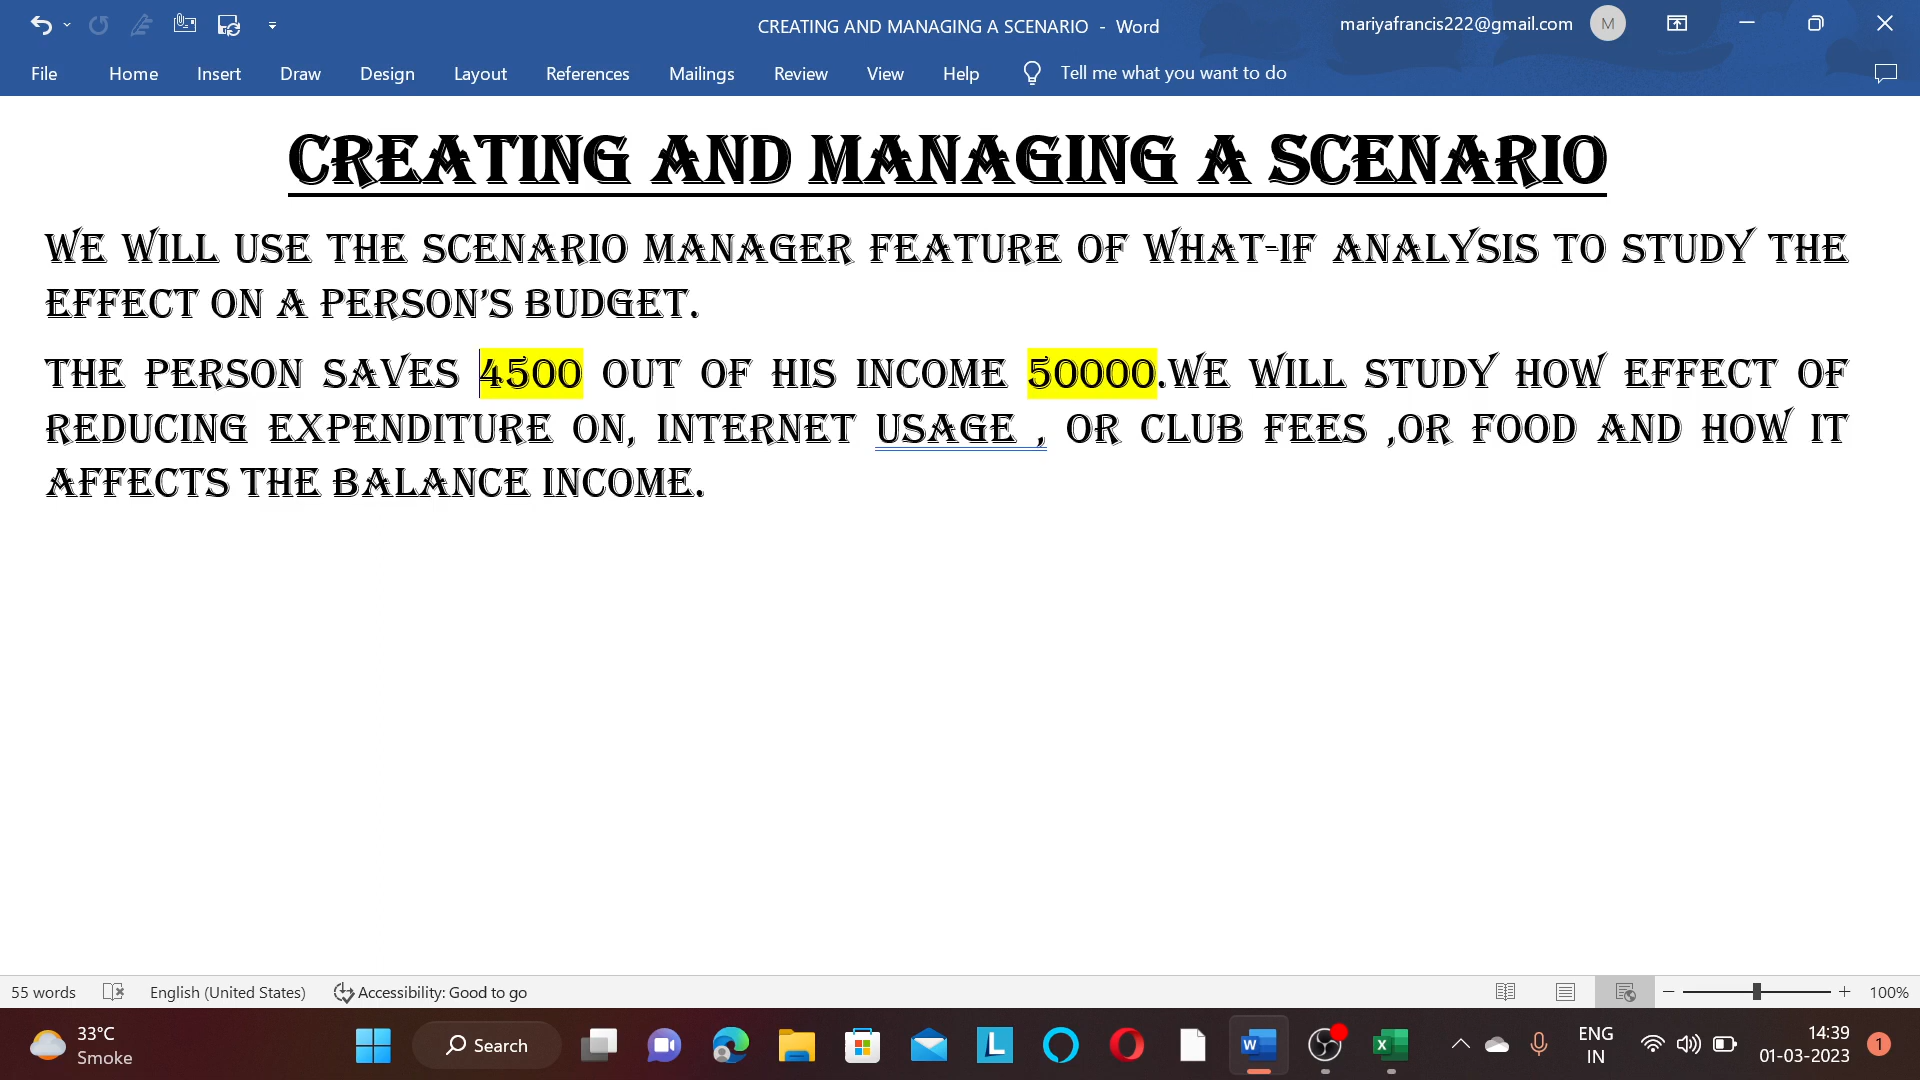 CREATING AND MANAGING A SCENARIO - Word
mariyafrancis222@gmail.com
M
File Home Insert Draw Design Layout References Mailings Review View Help Tell me what you want to do
CREATING AND MANAGING A SCENARIO
WE WILL USE THE SCENARIO MANAGER FEATURE OF WHAT-IF ANALYSIS TO STUDY THE
EFFECT ON A PERSON’S BUDGET.
THE PERSON SAVES 4500 OUT OF HIS INCOME 50000.WE WILL STUDY HOW EFFECT OF
REDUCING EXPENDITURE ON, INTERNET USAGE , OR CLUB FEES ,OR FOOD AND HOW IT
AFFECTS THE BALANCE INCOME.
55 words English (United States) Accessibility: Good to go 100%
33°C
Smoke
Search
L
W
X
ENG
IN
14:39
01-03-2023
1